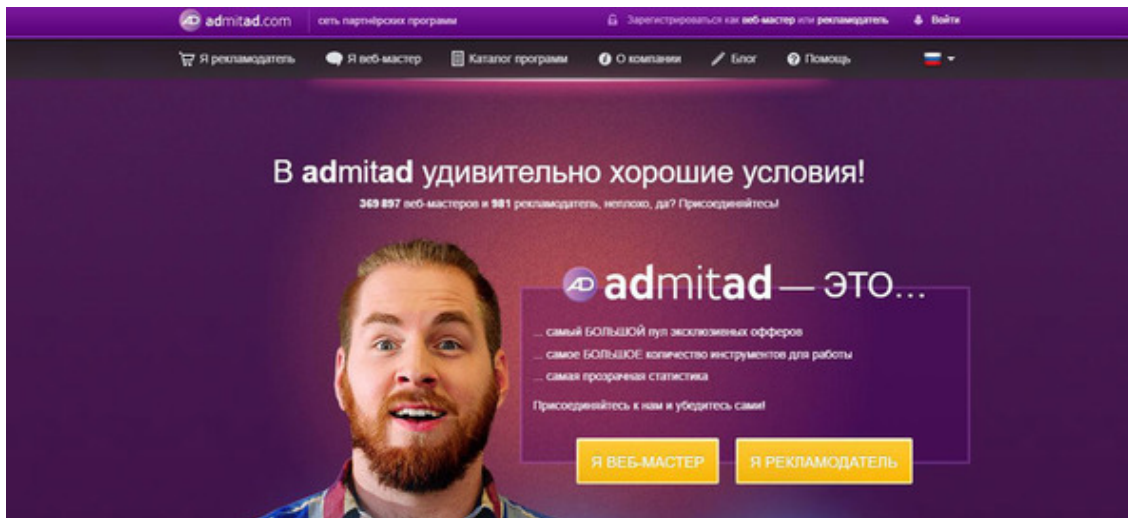 admitad.com
сеть партнёрских программ
Зарегистрироваться как веб-мастер или рекламодатель
Войти
Я рекламодатель
Я веб-мастер
Каталог программ
О компании
Блог
Помощь
В admitad удивительно хорошие условия!
369 897 веб-мастеров и 981 рекламодатель, неплохо, да? Присоединяйтесь!
admitad — ЭТО...
... самый БОЛЬШОЙ пул эксклюзивных офферов
... самое БОЛЬШОЕ количество инструментов для работы
... самая прозрачная статистика
Присоединяйтесь к нам и убедитесь сами!
Я ВЕБ-МАСТЕР
Я РЕКЛАМОДАТЕЛЬ